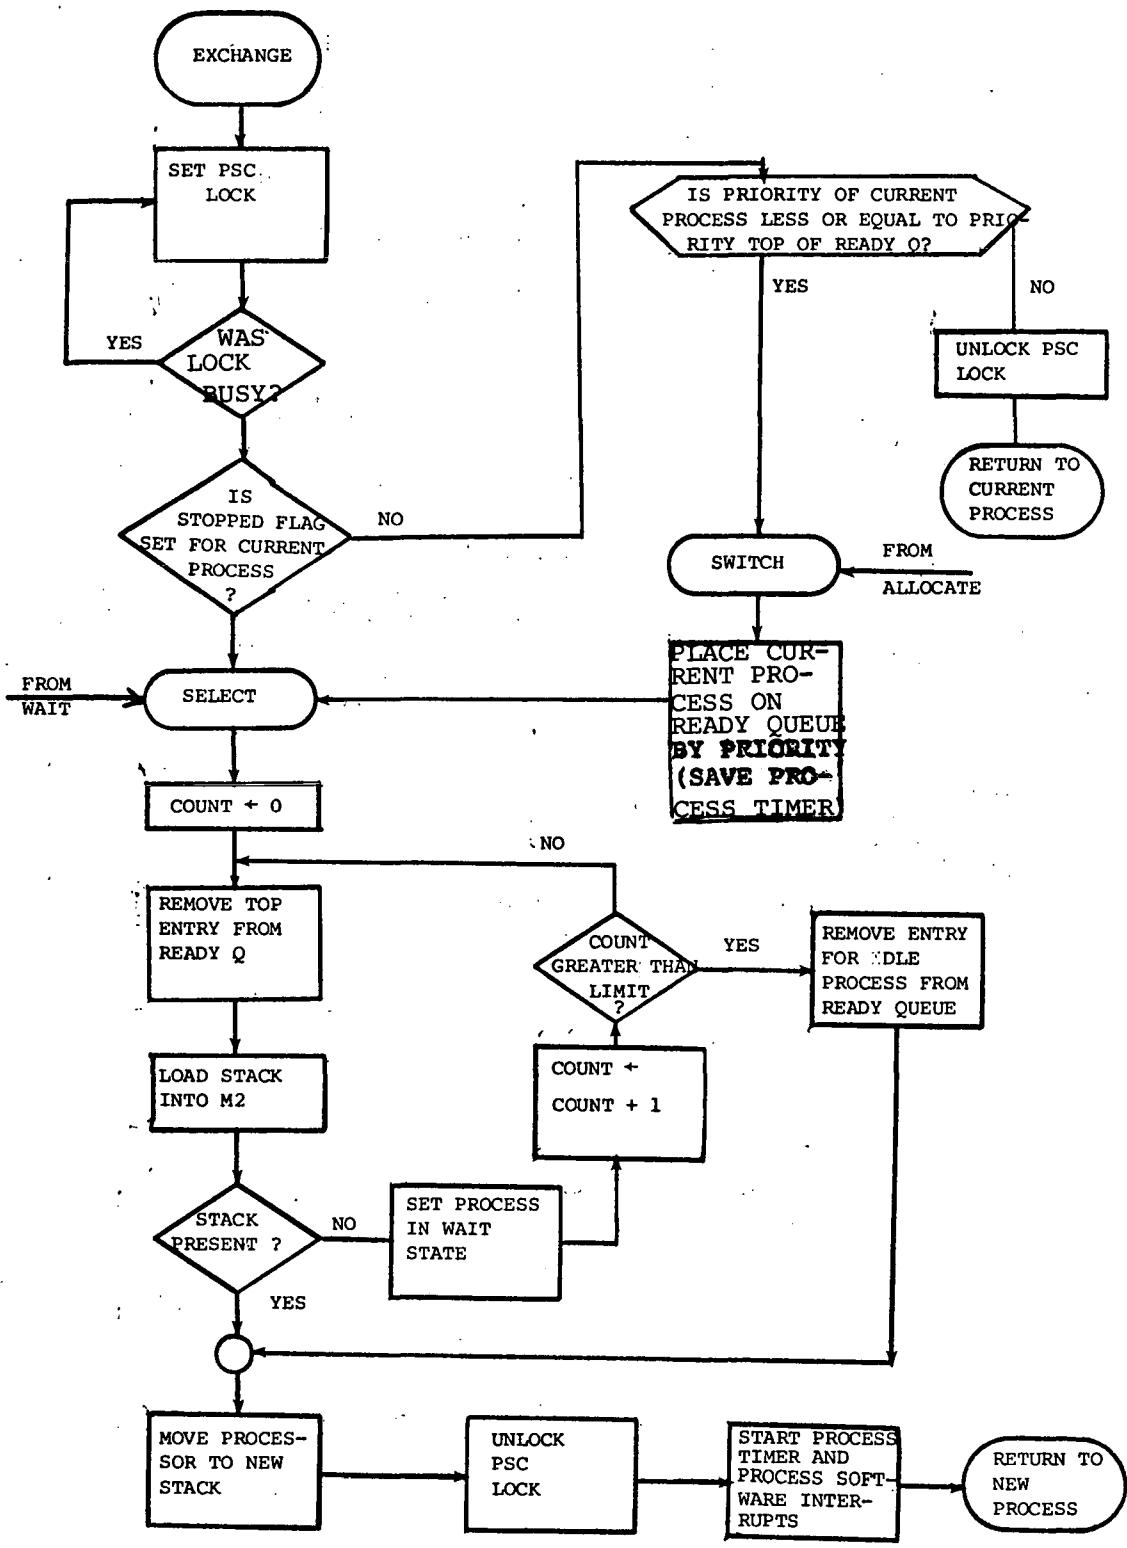 EXCHANGE
SET PSC
LOCK
YES
WAS
LOCK
BUSY?
IS
STOPPED FLAG
SET FOR CURRENT
PROCESS
?
NO
IS PRIORITY OF CURRENT
PROCESS LESS OR EQUAL TO PRIO-
RITY TOP OF READY Q?
YES
NO
UNLOCK PSC
LOCK
RETURN TO
CURRENT
PROCESS
SWITCH
FROM
ALLOCATE
PLACE CUR-
RENT PRO-
CESS ON
READY QUEUE
BY PRIORITY
(SAVE PRO-
CESS TIMER)
FROM
WAIT
SELECT
COUNT ← 0
NO
REMOVE TOP
ENTRY FROM
READY Q
COUNT
GREATER THAN
LIMIT
?
YES
REMOVE ENTRY
FOR IDLE
PROCESS FROM
READY QUEUE
LOAD STACK
INTO M2
COUNT ←
COUNT + 1
STACK
PRESENT ?
NO
SET PROCESS
IN WAIT
STATE
YES
MOVE PROCES-
SOR TO NEW
STACK
UNLOCK
PSC
LOCK
START PROCESS
TIMER AND
PROCESS SOFT-
WARE INTER-
RUPTS
RETURN TO
NEW
PROCESS